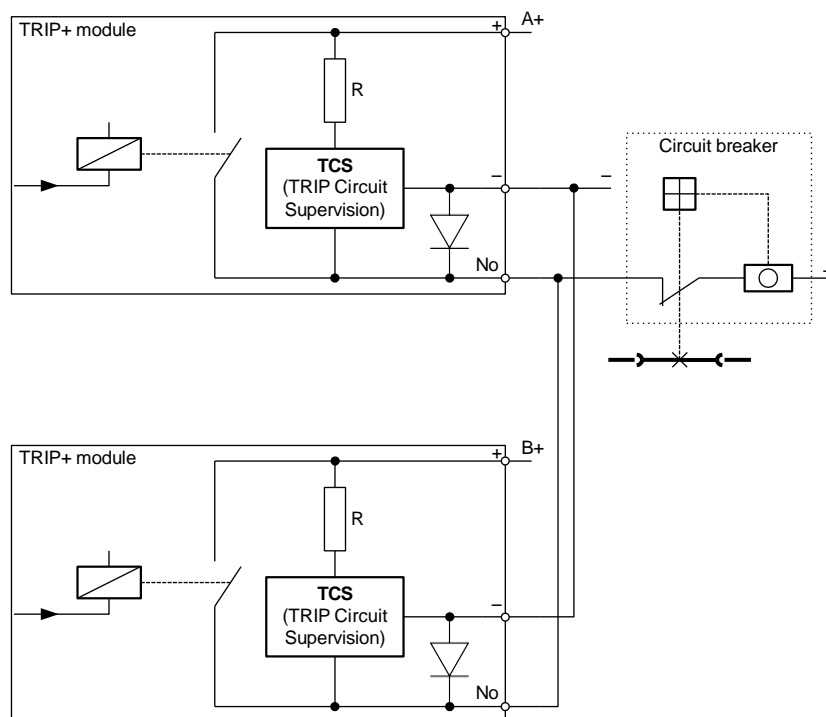 TRIP+ module
+ A+
R
TCS
(TRIP Circuit
Supervision)
– –
No
Circuit breaker
–
TRIP+ module
+ B+
R
TCS
(TRIP Circuit
Supervision)
–
No